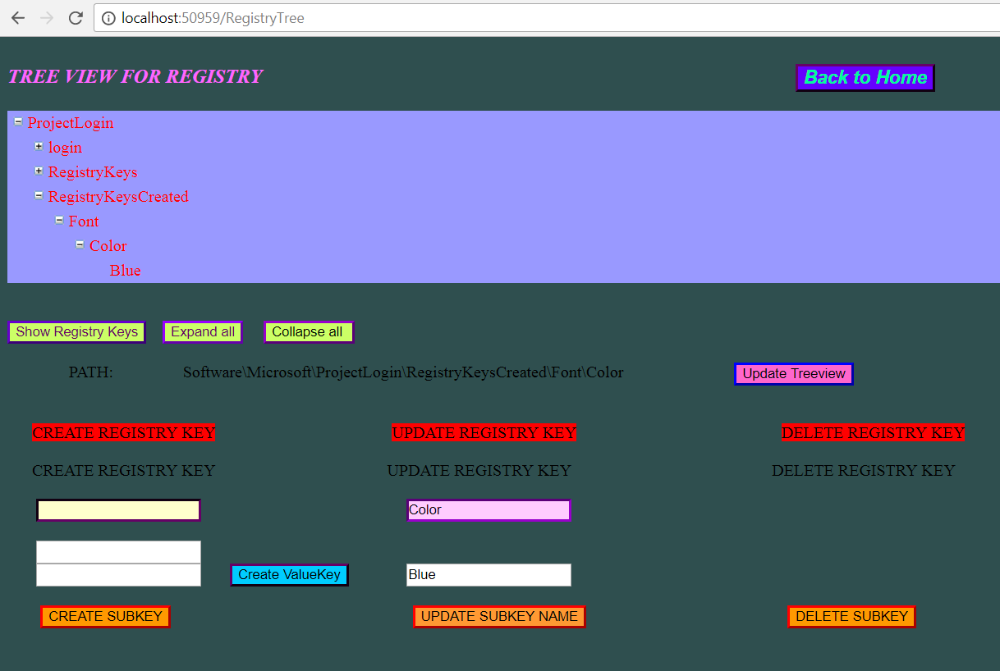 localhost:50959/RegistryTree
TREE VIEW FOR REGISTRY
Back to Home
ProjectLogin
login
RegistryKeys
RegistryKeysCreated
Font
Color
Blue
Show Registry Keys
Expand all
Collapse all
PATH:
Software\Microsoft\ProjectLogin\RegistryKeysCreated\Font\Color
Update Treeview
CREATE REGISTRY KEY
UPDATE REGISTRY KEY
DELETE REGISTRY KEY
CREATE REGISTRY KEY
UPDATE REGISTRY KEY
DELETE REGISTRY KEY
Color
Create ValueKey
Blue
CREATE SUBKEY
UPDATE SUBKEY NAME
DELETE SUBKEY